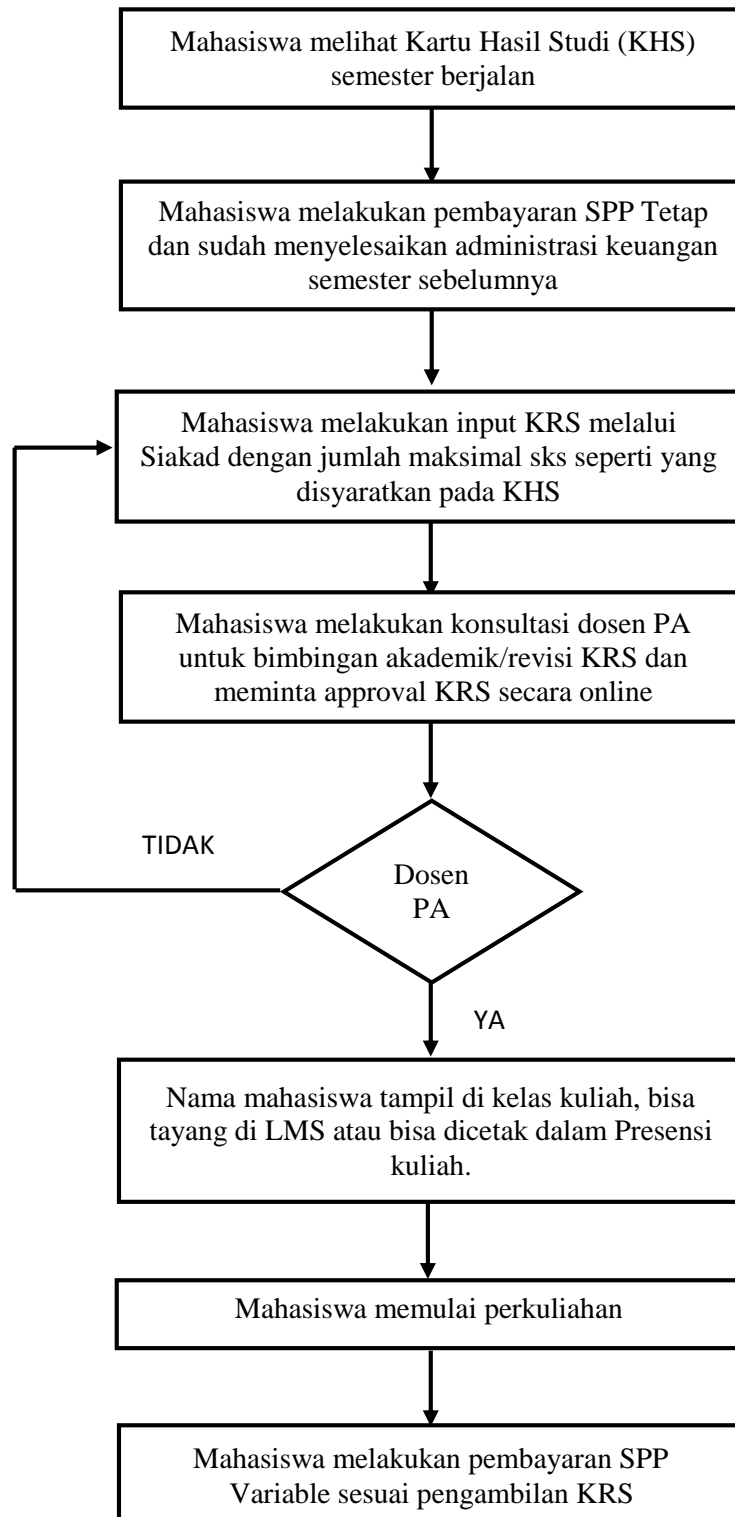 Mahasiswa melihat Kartu Hasil Studi (KHS)
semester berjalan
Mahasiswa melakukan pembayaran SPP Tetap
dan sudah menyelesaikan administrasi keuangan
semester sebelumnya
Mahasiswa melakukan input KRS melalui
Siakad dengan jumlah maksimal sks seperti yang
disyaratkan pada KHS
Mahasiswa melakukan konsultasi dosen PA
untuk bimbingan akademik/revisi KRS dan
meminta approval KRS secara online
TIDAK
Dosen
PA
YA
Nama mahasiswa tampil di kelas kuliah, bisa
tayang di LMS atau bisa dicetak dalam Presensi
kuliah.
Mahasiswa memulai perkuliahan
Mahasiswa melakukan pembayaran SPP
Variable sesuai pengambilan KRS